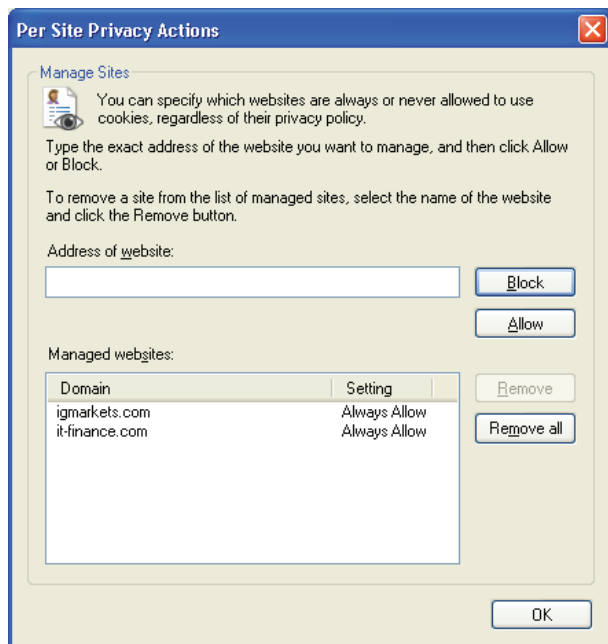 Per Site Privacy Actions
Manage Sites
You can specify which websites are always or never allowed to use
cookies, regardless of their privacy policy.
Type the exact address of the website you want to manage, and then click Allow
or Block.
To remove a site from the list of managed sites, select the name of the website
and click the Remove button.
Address of website:
Block
Allow
Managed websites:
Domain Setting
Remove
igmarkets.com Always Allow
it-finance.com Always Allow
Remove all
OK